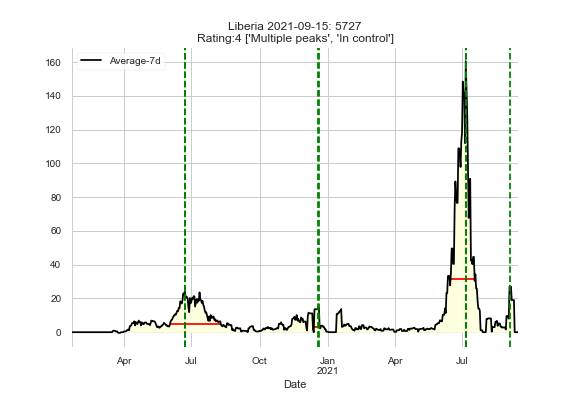 Liberia 2021-09-15: 5727
Rating:4 ['Multiple peaks', 'In control']
Average-7d
160
140
120
100
80
60
40
20
0
Apr
Jul
Oct
Jan
2021
Apr
Jul
Date